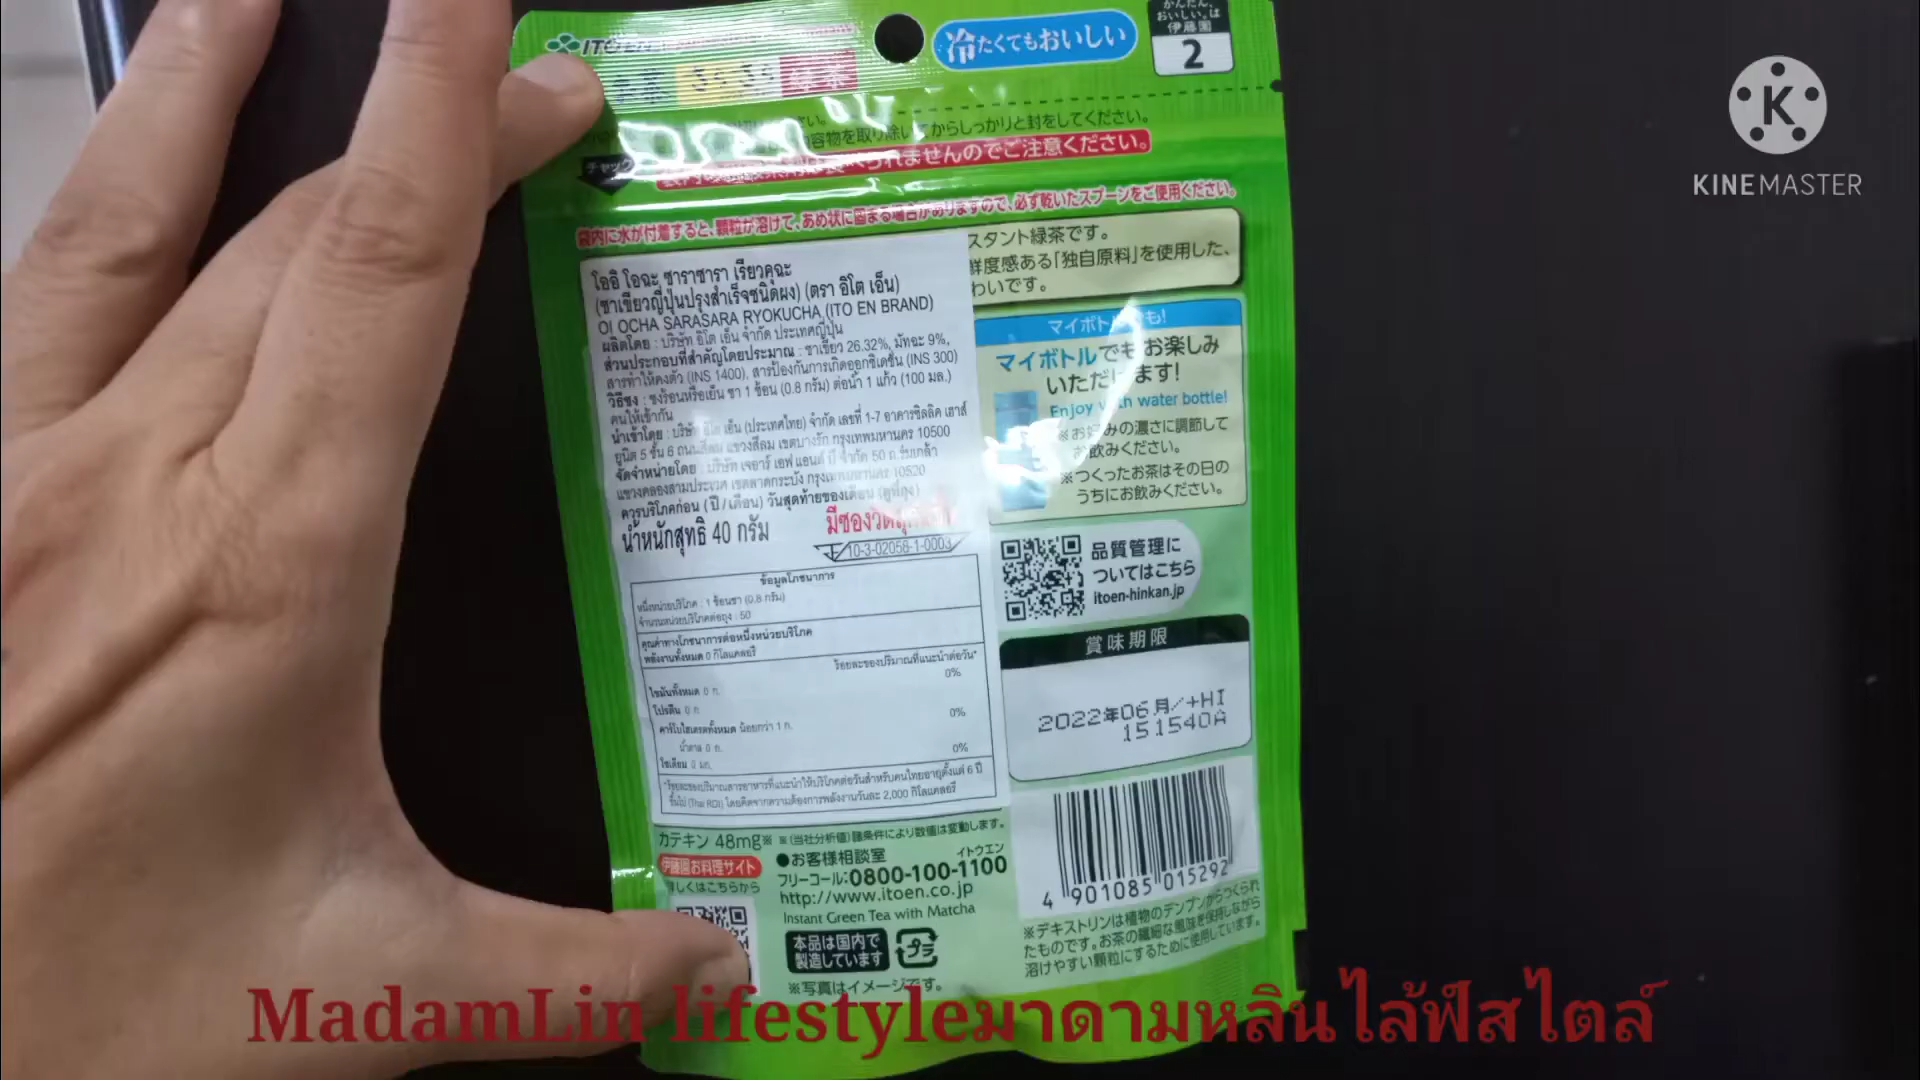 ITO EN
冷たくてもおいしい
かんたん、
おいしい。は
伊藤園
2
さらさら
緑茶
容物を取り除いてからしっかりと封をしてください。
チャック
られませんのでご注意ください。
袋内に水が付着すると、顆粒が溶けて、あめ状に固まる場合がありますので、必ず乾いたスプーンをご使用ください。
スタント緑茶です。
鮮度感ある「独自原料」を使用した、
わいです。
โออิ โอฉะ ซาราซารา เรียวคุฉะ
(ชาเขียวญี่ปุ่นปรุงสำเร็จชนิดผง) (ตรา อิโต เอ็น)
OI OCHA SARASARA RYOKUCHA (ITO EN BRAND)
ผลิตโดย : บริษัท อิโต เอ็น จำกัด ประเทศญี่ปุ่น
ส่วนประกอบที่สำคัญโดยประมาณ : ชาเขียว 26.32%, มัทฉะ 9%,
สารทำให้คงตัว (INS 1400), สารป้องกันการเกิดออกซิเดชั่น (INS 300)
วิธีชง : ชงร้อนหรือเย็น ชา 1 ช้อน (0.8 กรัม) ต่อน้ำ 1 แก้ว (100 มล.)
คนให้เข้ากัน
นำเข้าโดย : บริษัท อิโต เอ็น (ประเทศไทย) จำกัด เลขที่ 1-7 อาคารซิลลิค เฮาส์
ยูนิต 5 ชั้น 6 ถนนสีลม แขวงสีลม เขตบางรัก กรุงเทพมหานคร 10500
จัดจำหน่ายโดย : บริษัท เจอาร์ เอฟ แอนด์ บี จำกัด 50 ถ.ร่มเกล้า
แขวงคลองสามประเวศ เขตลาดกระบัง กรุงเทพมหานคร 10520
ควรบริโภคก่อน (ปี/เดือน) วันสุดท้ายของเดือน (ดูที่ถุง)
น้ำหนักสุทธิ 40 กรัม
มีซองวัตถุกันชื้น
10-3-02058-1-0003
ข้อมูลโภชนาการ
หนึ่งหน่วยบริโภค : 1 ช้อนชา (0.8 กรัม)
จำนวนหน่วยบริโภคต่อถุง : 50
คุณค่าทางโภชนาการต่อหนึ่งหน่วยบริโภค
พลังงานทั้งหมด 0 กิโลแคลอรี
ร้อยละของปริมาณที่แนะนำต่อวัน*
ไขมันทั้งหมด 0 ก. 0%
โปรตีน 0 ก.
คาร์โบไฮเดรตทั้งหมด น้อยกว่า 1 ก. 0%
น้ำตาล 0 ก.
โซเดียม 0 มก. 0%
*ร้อยละของปริมาณสารอาหารที่แนะนำให้บริโภคต่อวันสำหรับคนไทยอายุตั้งแต่ 6 ปี
ขึ้นไป (Thai RDI) โดยคิดจากความต้องการพลังงานวันละ 2,000 กิโลแคลอรี
マイボトルでも!
マイボトルでもお楽しみ
いただけます!
Enjoy with water bottle!
※お好みの濃さに調節して
お飲みください。
※つくったお茶はその日の
うちにお飲みください。
品質管理に
ついてはこちら
itoen-hinkan.jp
賞味期限
2022年06月/+HI
151540A
4 901085 015292
カテキン 48mg※ ※(当社分析値)諸条件により数値は変動します。
伊藤園お料理サイト
詳しくはこちらから
●お客様相談室
イトウエン
フリーコール:0800-100-1100
http://www.itoen.co.jp
Instant Green Tea with Matcha
本品は国内で
製造しています
プラ
※写真はイメージです。
※デキストリンは植物のデンプンからつくられ
たものです。お茶の繊細な風味を保持しながら
溶けやすい顆粒にするために使用しています。
KINEMASTER
MadamLin lifestyleมาดามหลินไล้ฟ์สไตล์